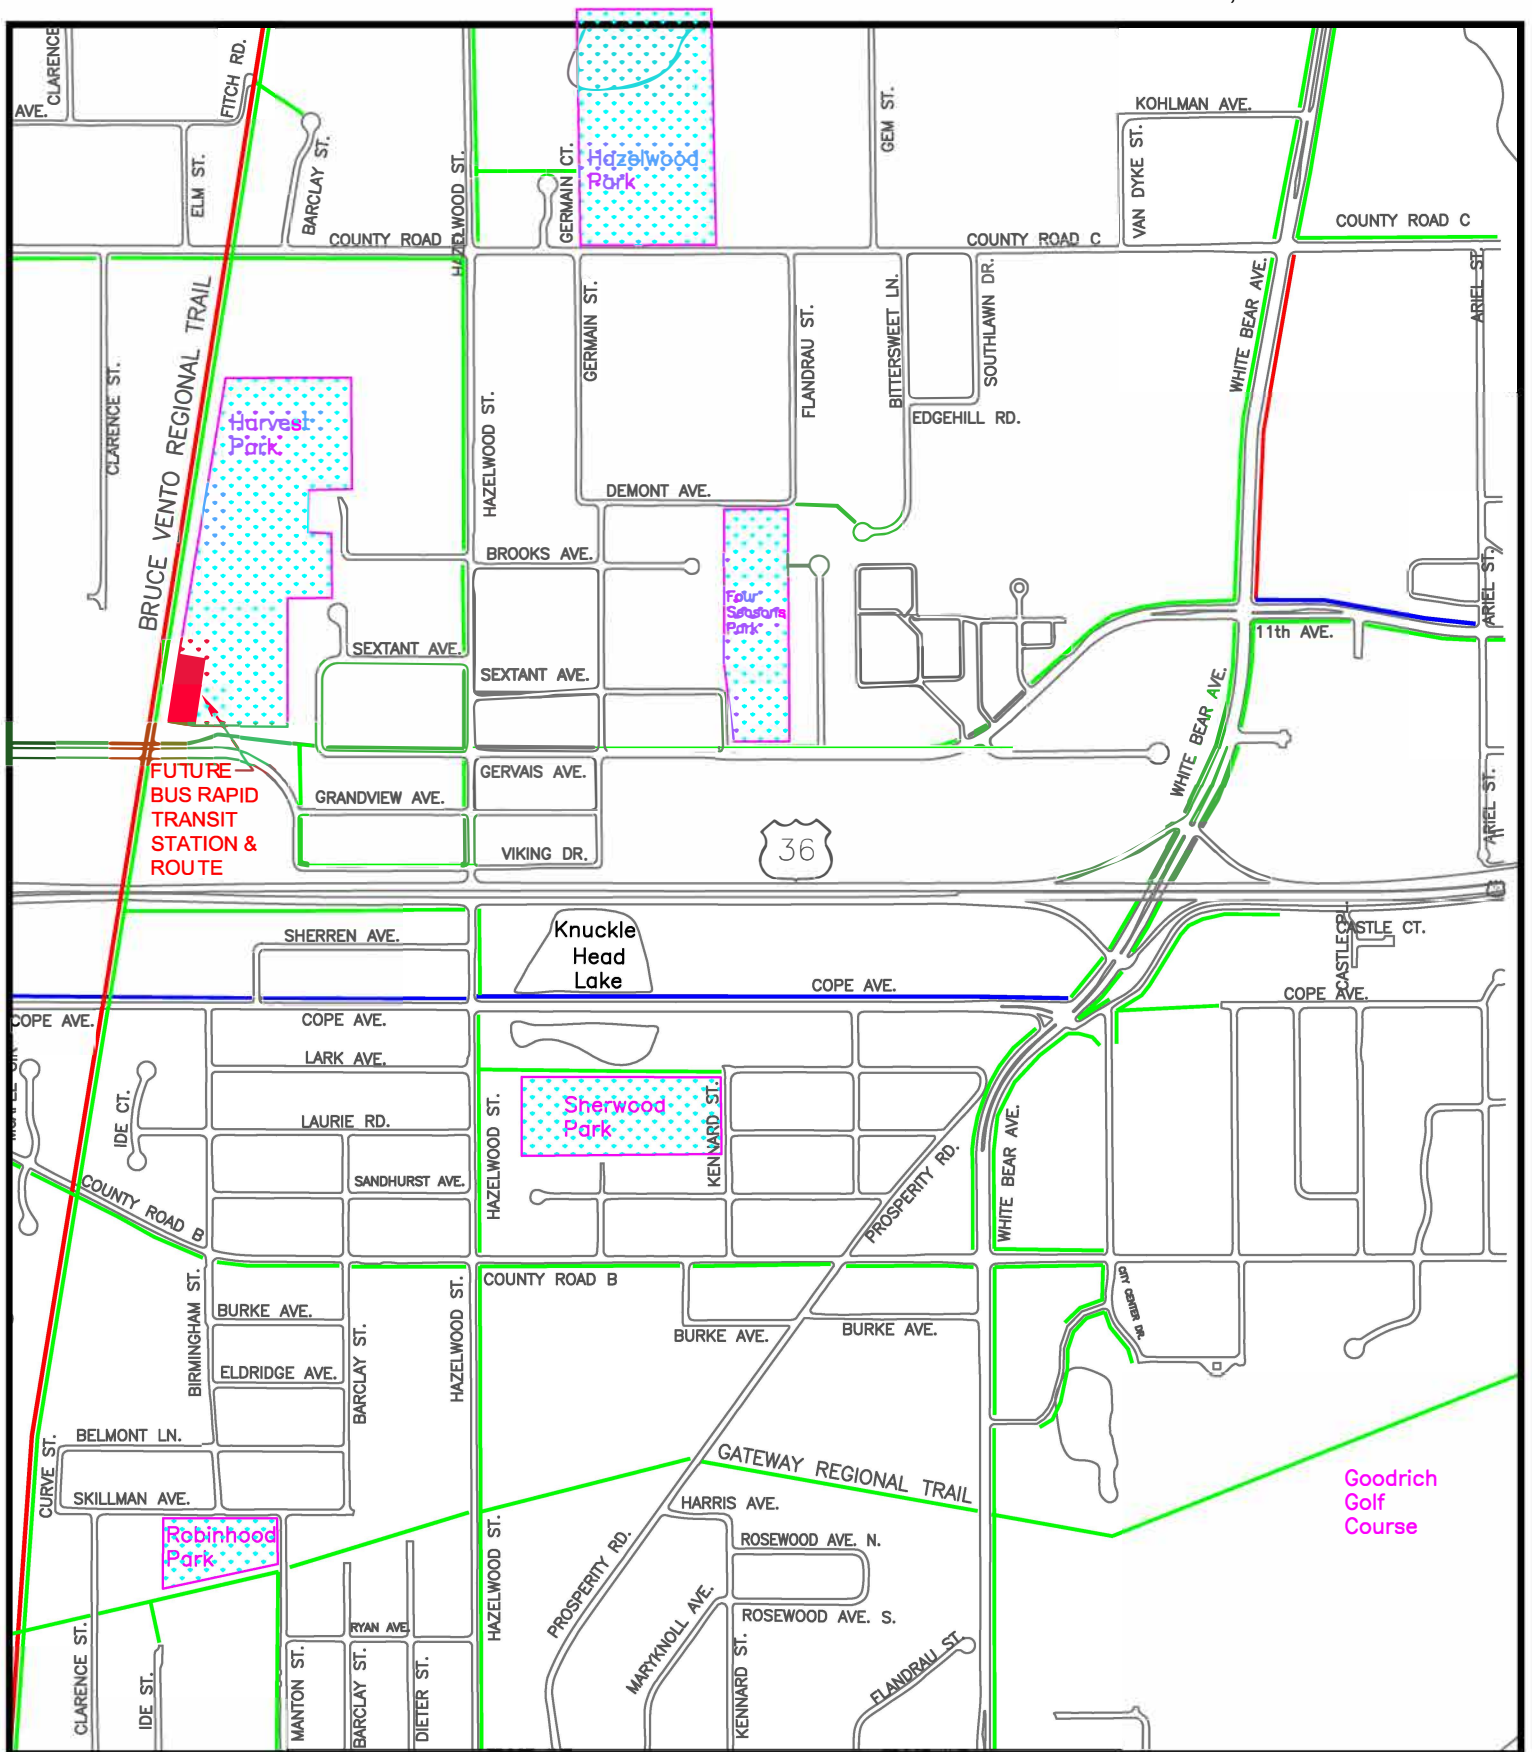 CLARENCE
AVE.
FITCH RD.
ELM ST.
BARCLAY ST.
HAZELWOOD ST.
GERMAIN CT.
Hazelwood
Park
GEM ST.
KOHLMAN AVE.
VAN DYKE ST.
COUNTY ROAD
COUNTY ROAD C
COUNTY ROAD C
ARIEL ST.
CLARENCE ST.
BRUCE VENTO REGIONAL TRAIL
Harvest
Park
HAZELWOOD ST.
GERMAIN ST.
FLANDRAU ST.
BITTERSWEET LN.
SOUTHLAWN DR.
EDGEHILL RD.
WHITE BEAR AVE.
DEMONT AVE.
BROOKS AVE.
Four
Seasons
Park
ARIEL ST.
11th AVE.
SEXTANT AVE.
SEXTANT AVE.
WHITE BEAR AVE.
FUTURE
BUS RAPID
TRANSIT
STATION &
ROUTE
GERVAIS AVE.
GRANDVIEW AVE.
VIKING DR.
36
ARIEL ST.
SHERREN AVE.
Knuckle
Head
Lake
COPE AVE.
CASTLE PL.
CASTLE CT.
COPE AVE.
COPE AVE.
COPE AVE.
LARK AVE.
IDE CT.
LAURIE RD.
HAZELWOOD ST.
Sherwood
Park
KENNARD ST.
SANDHURST AVE.
PROSPERITY RD.
WHITE BEAR AVE.
COUNTY ROAD B
COUNTY ROAD B
CITY CENTER DR.
BIRMINGHAM ST.
BURKE AVE.
BARCLAY ST.
HAZELWOOD ST.
BURKE AVE.
BURKE AVE.
ELDRIDGE AVE.
CURVE ST.
BELMONT LN.
SKILLMAN AVE.
GATEWAY REGIONAL TRAIL
Goodrich
Golf
Course
Robinhood
Park
HARRIS AVE.
ROSEWOOD AVE. N.
ROSEWOOD AVE. S.
HAZELWOOD ST.
PROSPERITY RD.
MARYKNOLL AVE.
KENNARD ST.
FLANDRAU ST.
RYAN AVE.
CLARENCE ST.
IDE ST.
MANTON ST.
BARCLAY ST.
DIETER ST.